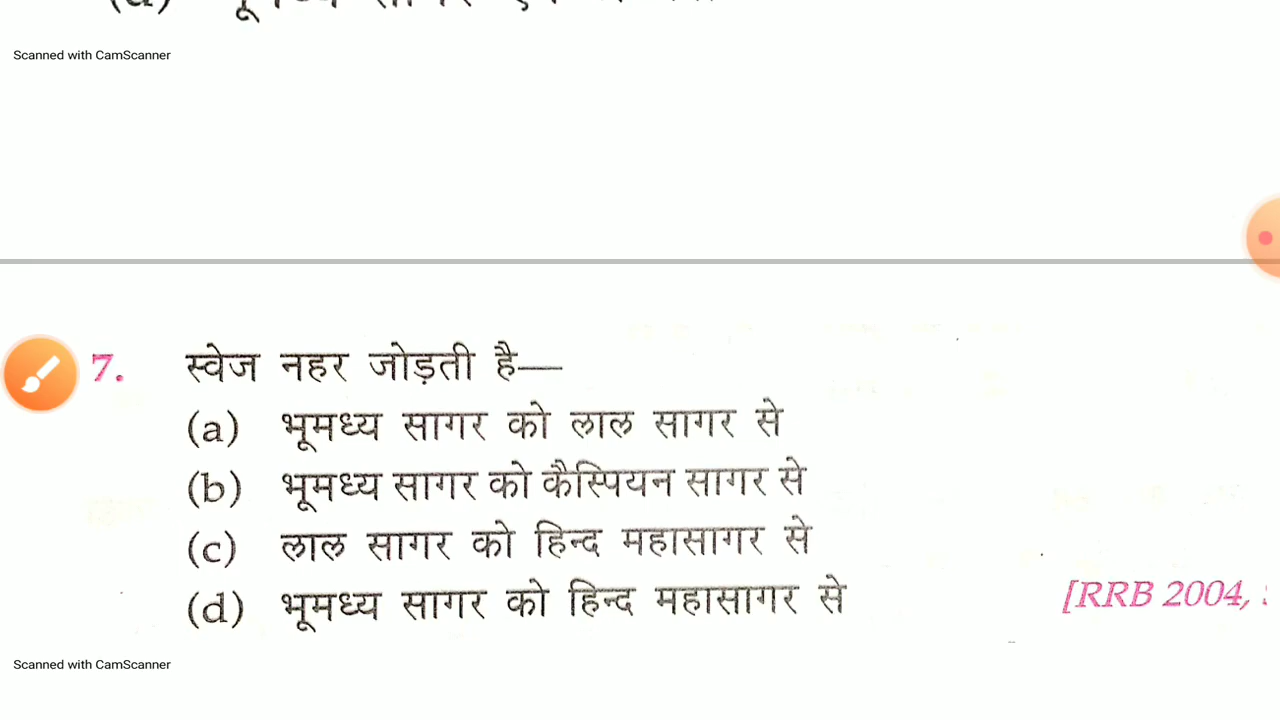 Scanned with CamScanner
7. स्वेज नहर जोड़ती है—
(a) भूमध्य सागर को लाल सागर से
(b) भूमध्य सागर को कैस्पियन सागर से
(c) लाल सागर को हिन्द महासागर से
(d) भूमध्य सागर को हिन्द महासागर से
[RRB 2004,
Scanned with CamScanner